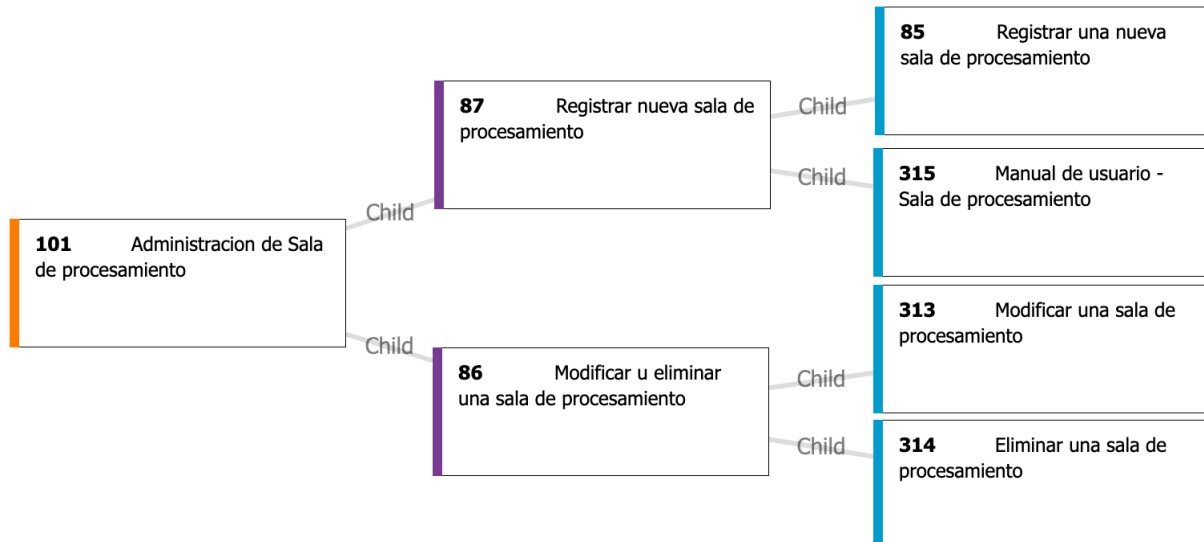 85 Registrar una nueva
sala de procesamiento
87 Registrar nueva sala de
procesamiento
Child
Child
315 Manual de usuario -
Sala de procesamiento
Child
101 Administracion de Sala
de procesamiento
313 Modificar una sala de
procesamiento
Child
86 Modificar u eliminar
una sala de procesamiento
Child
Child
314 Eliminar una sala de
procesamiento